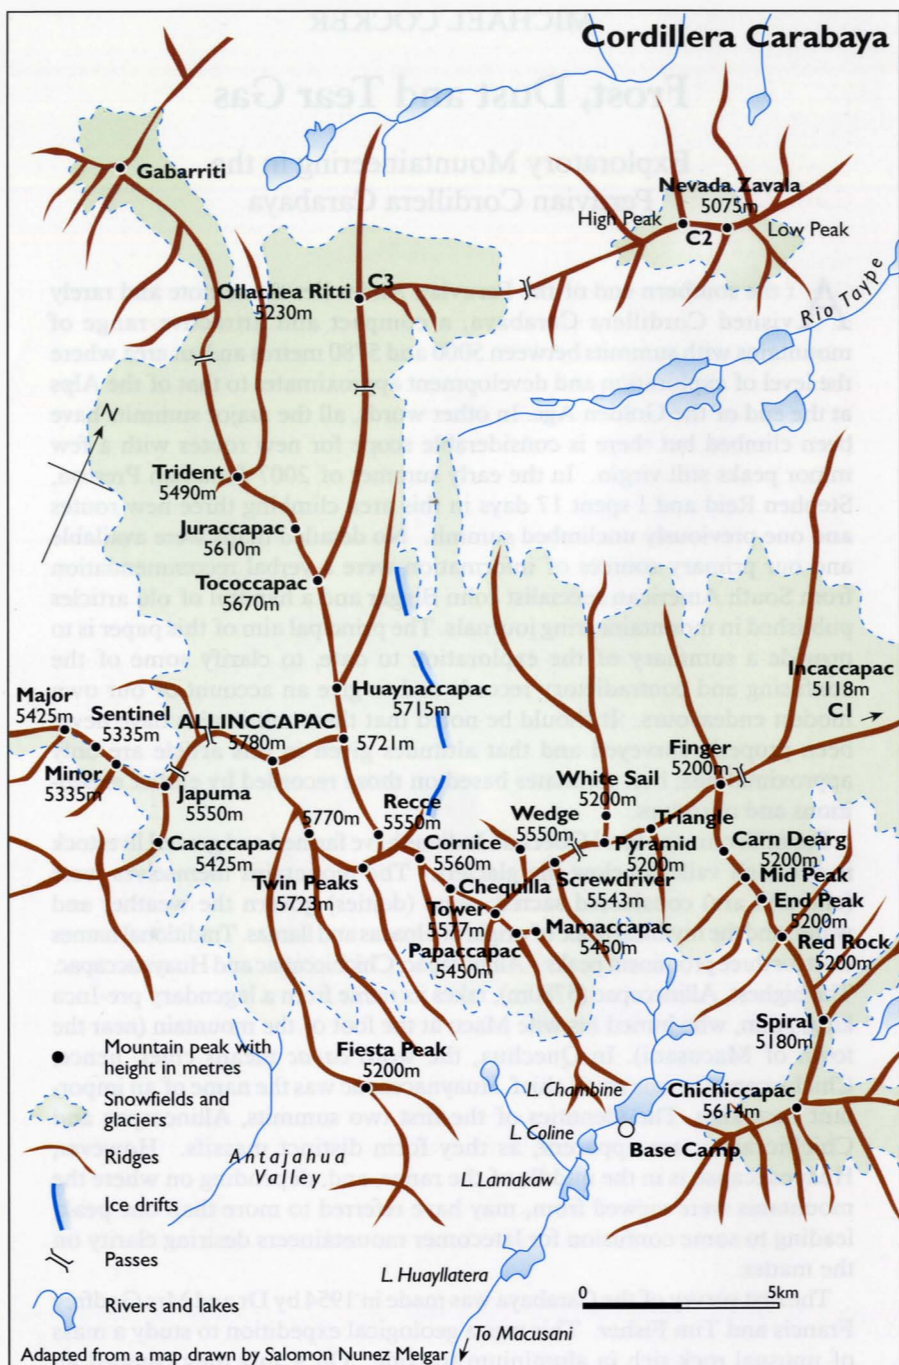 Cordillera Carabaya
Gabarriti
Nevada Zavala
5075m
High Peak
C2
Low Peak
Ollachea Ritti
5230m
C3
Rio Taype
N
Trident
5490m
Juraccapac
5610m
Tococcapac
5670m
Incaccapac
5118m
C1
Huaynaccapac
5715m
Major
5425m
Sentinel
5335m
ALLINCCAPAC
5780m
5721m
Finger
5200m
Minor
5335m
Japuma
5550m
5770m
Recce
5550m
White Sail
5200m
Wedge
5550m
Triangle
Cacaccapac
5425m
Cornice
5560m
Pyramid
5200m
Carn Dearg
5200m
Twin Peaks
5723m
Chequilla
Screwdriver
5543m
Mid Peak
End Peak
5200m
Tower
5577m
Mamaccapac
5450m
Papaccapac
5450m
Red Rock
5200m
Spiral
5180m
Fiesta Peak
5200m
Chichiccapac
5614m
L. Chambine
L. Coline
Base Camp
Antajahua
Valley
L. Lamakaw
L. Huayllatera
To Macusani
Mountain peak with
height in metres
Snowfields and
glaciers
Ridges
Ice drifts
Passes
Rivers and lakes
0 5km
Adapted from a map drawn by Salomon Nunez Melgar